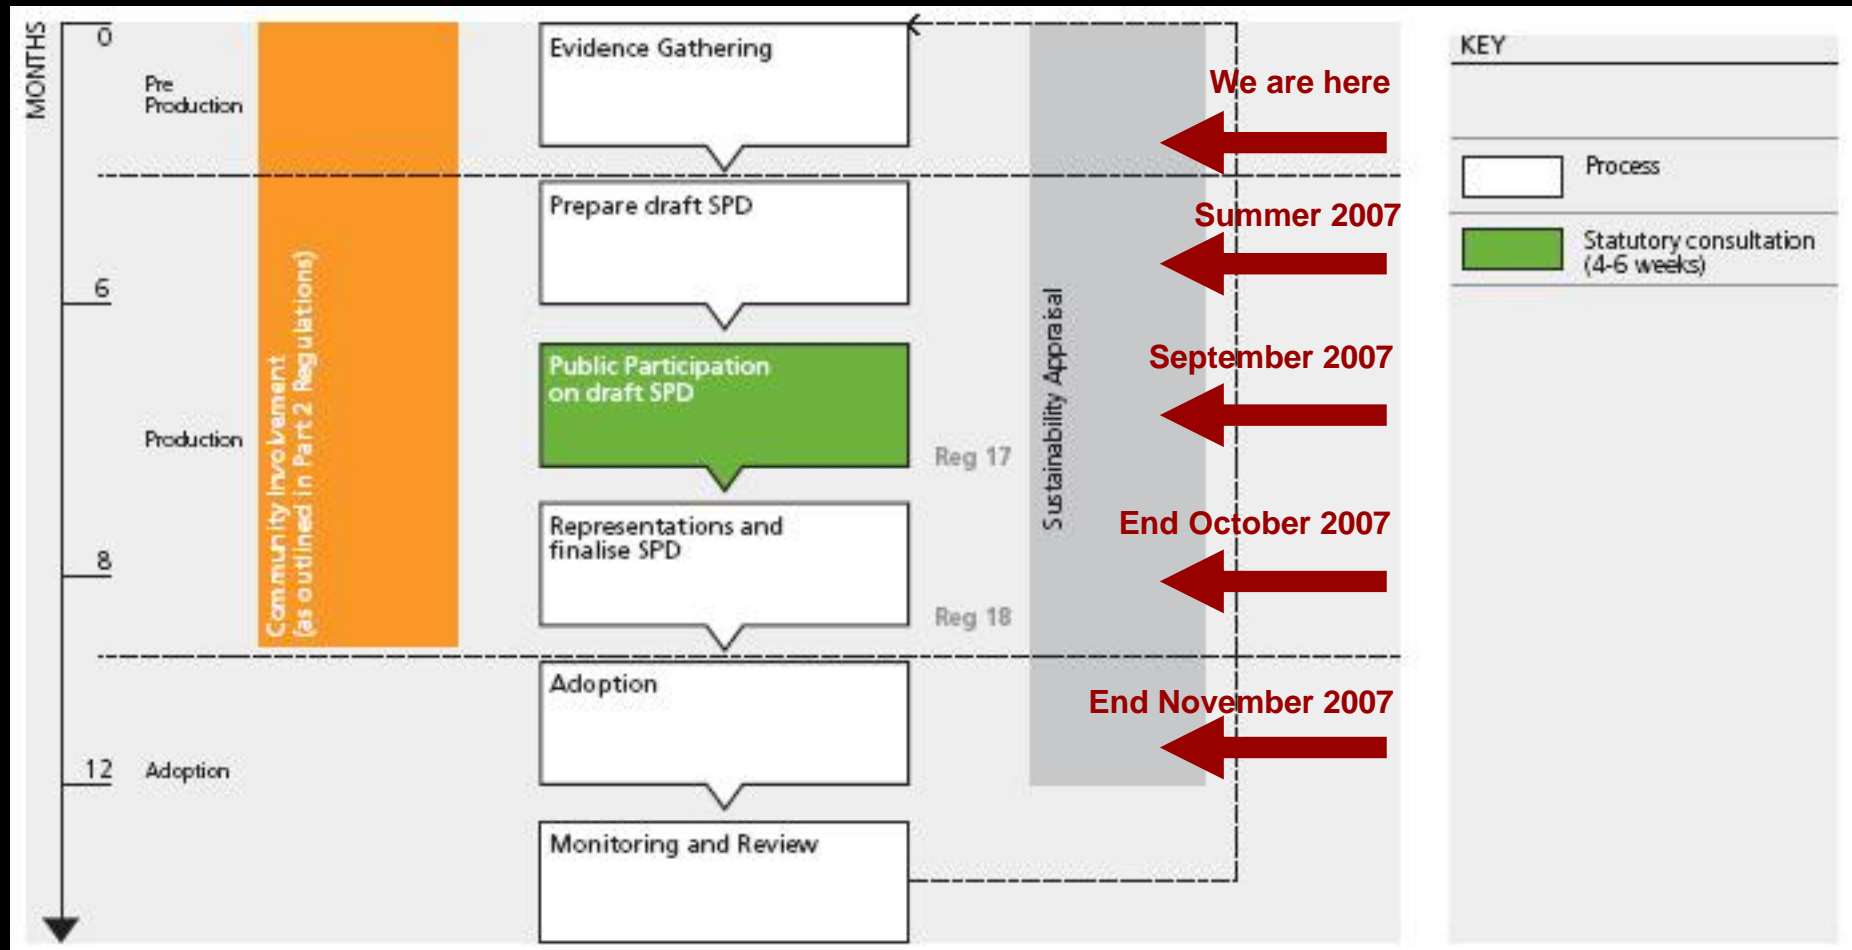 MONTHS
0
Pre
Production
Evidence Gathering
We are here
Prepare draft SPD
Summer 2007
6
Community Involvement
(as outlined in Part 2 Regulations)
Public Participation
on draft SPD
Reg 17
Sustainability Appraisal
September 2007
Production
Representations and
finalise SPD
Reg 18
End October 2007
8
Adoption
End November 2007
12
Adoption
Monitoring and Review
KEY
Process
Statutory consultation
(4-6 weeks)